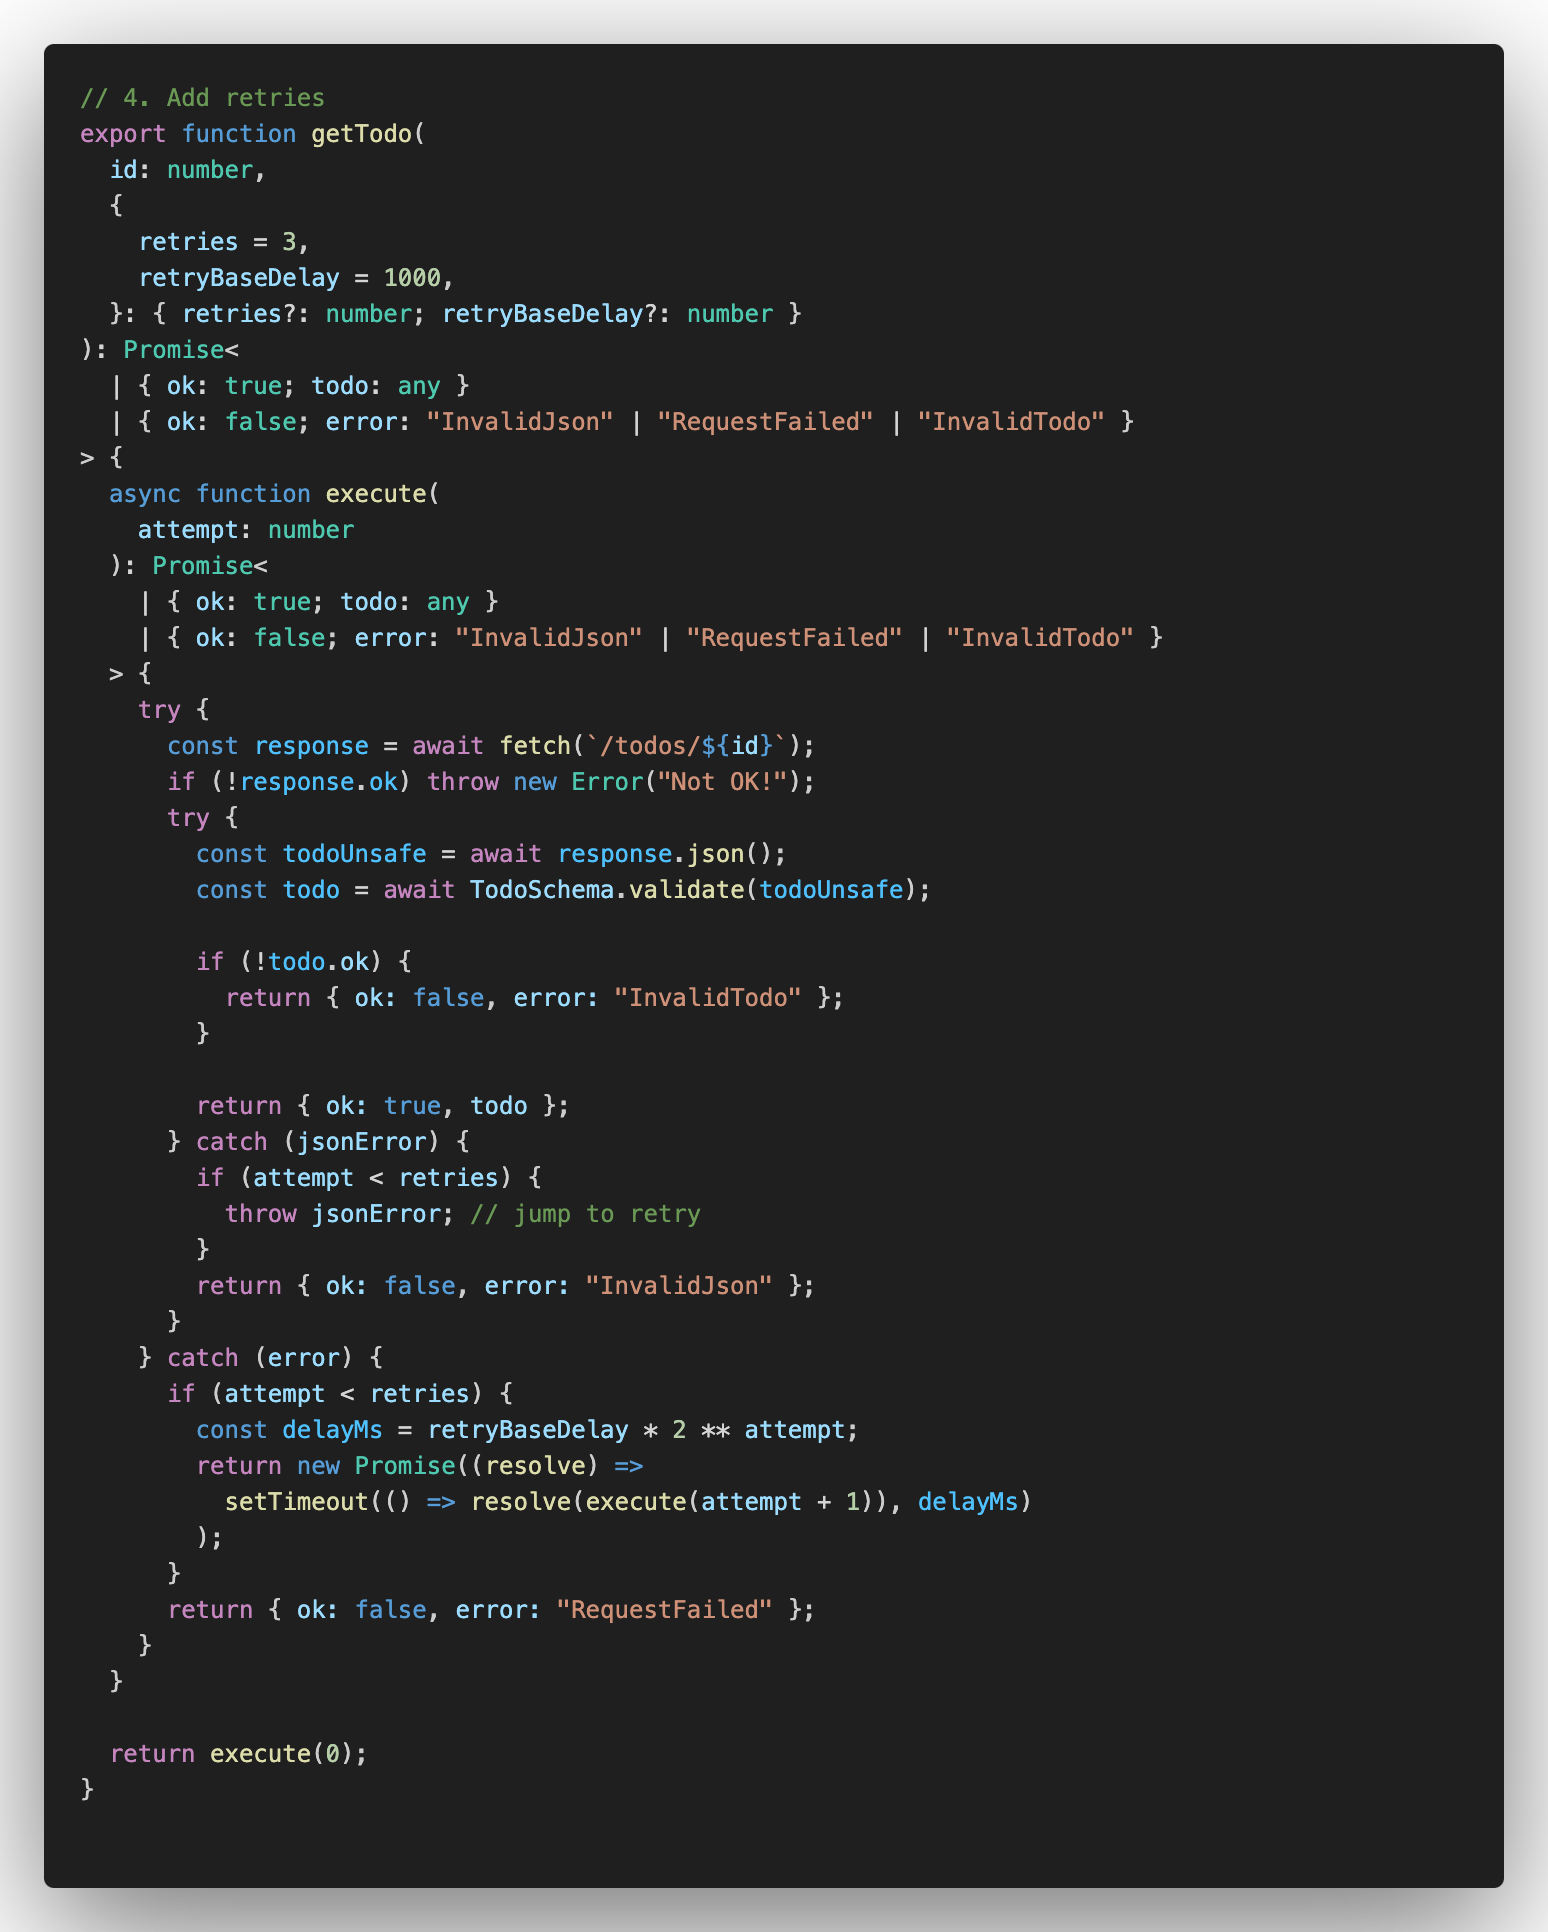 // 4. Add retries
export function getTodo(
  id: number,
  {
    retries = 3,
    retryBaseDelay = 1000,
  }: { retries?: number; retryBaseDelay?: number }
): Promise<
  | { ok: true; todo: any }
  | { ok: false; error: "InvalidJson" | "RequestFailed" | "InvalidTodo" }
> {
  async function execute(
    attempt: number
  ): Promise<
    | { ok: true; todo: any }
    | { ok: false; error: "InvalidJson" | "RequestFailed" | "InvalidTodo" }
  > {
    try {
      const response = await fetch(`/todos/${id}`);
      if (!response.ok) throw new Error("Not OK!");
      try {
        const todoUnsafe = await response.json();
        const todo = await TodoSchema.validate(todoUnsafe);

        if (!todo.ok) {
          return { ok: false, error: "InvalidTodo" };
        }

        return { ok: true, todo };
      } catch (jsonError) {
        if (attempt < retries) {
          throw jsonError; // jump to retry
        }
        return { ok: false, error: "InvalidJson" };
      }
    } catch (error) {
      if (attempt < retries) {
        const delayMs = retryBaseDelay * 2 ** attempt;
        return new Promise((resolve) =>
          setTimeout(() => resolve(execute(attempt + 1)), delayMs)
        );
      }
      return { ok: false, error: "RequestFailed" };
    }
  }

  return execute(0);
}